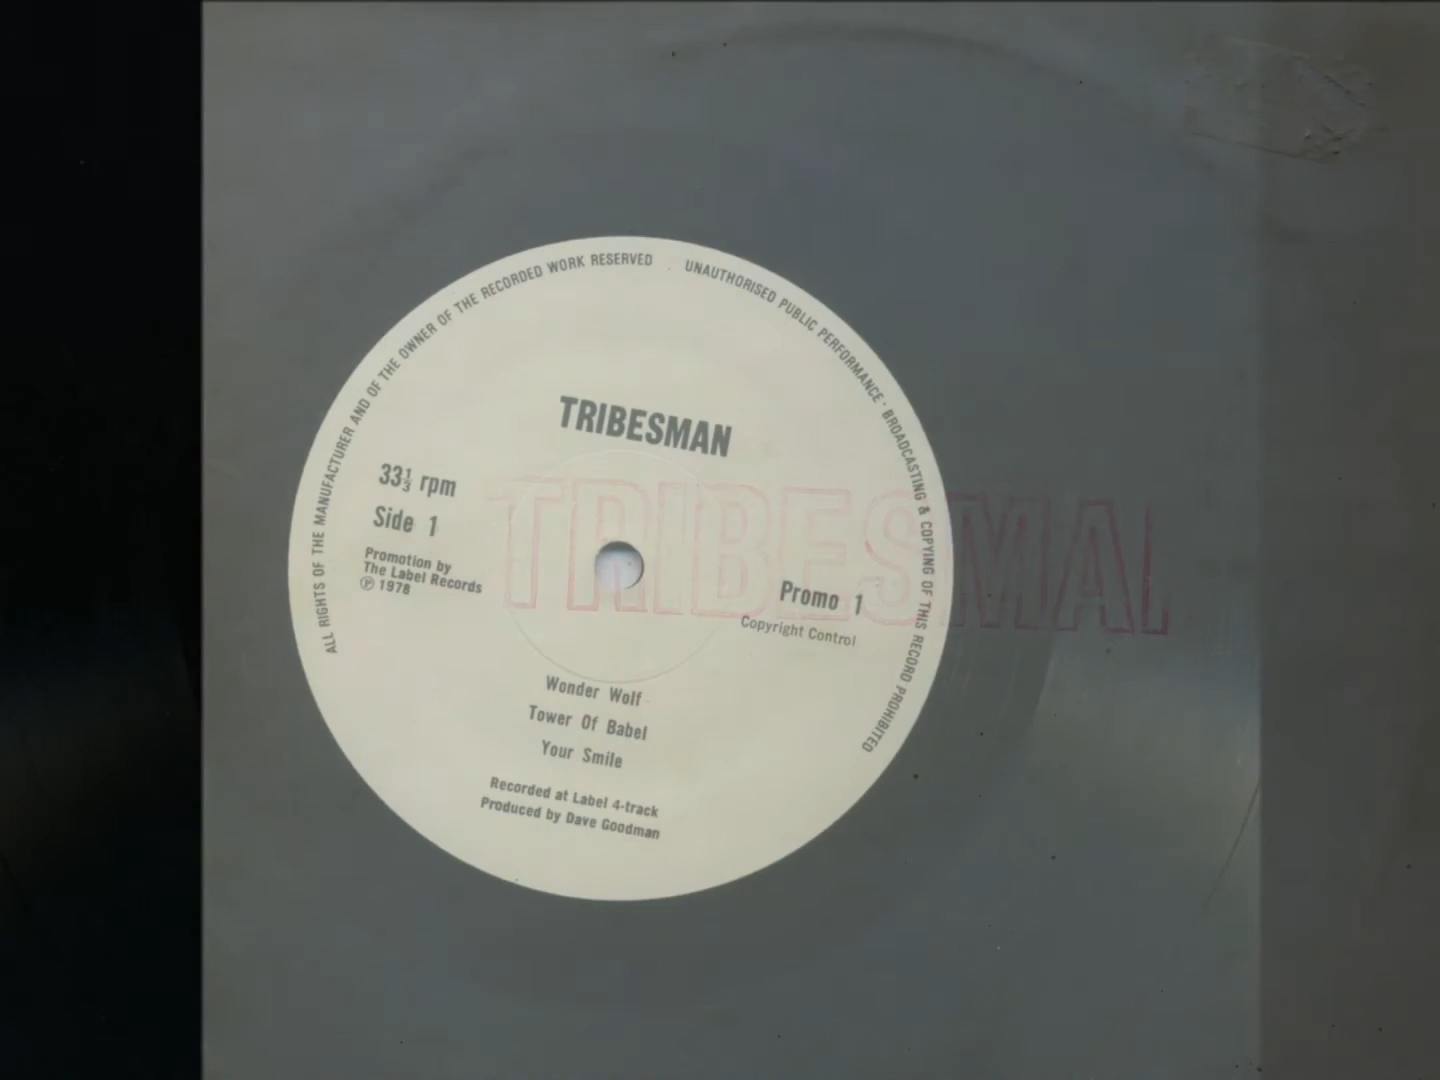 ALL RIGHTS OF THE MANUFACTURER AND OF THE OWNER OF THE RECORDED WORK RESERVED
UNAUTHORISED PUBLIC PERFORMANCE · BROADCASTING & COPYING OF THIS RECORD PROHIBITED
TRIBESMAN
33⅓ rpm
Side 1
Promotion by
The Label Records
Ⓟ 1978
TRIBESMAN
Promo 1
Copyright Control
Wonder Wolf
Tower Of Babel
Your Smile
Recorded at Label 4-track
Produced by Dave Goodman